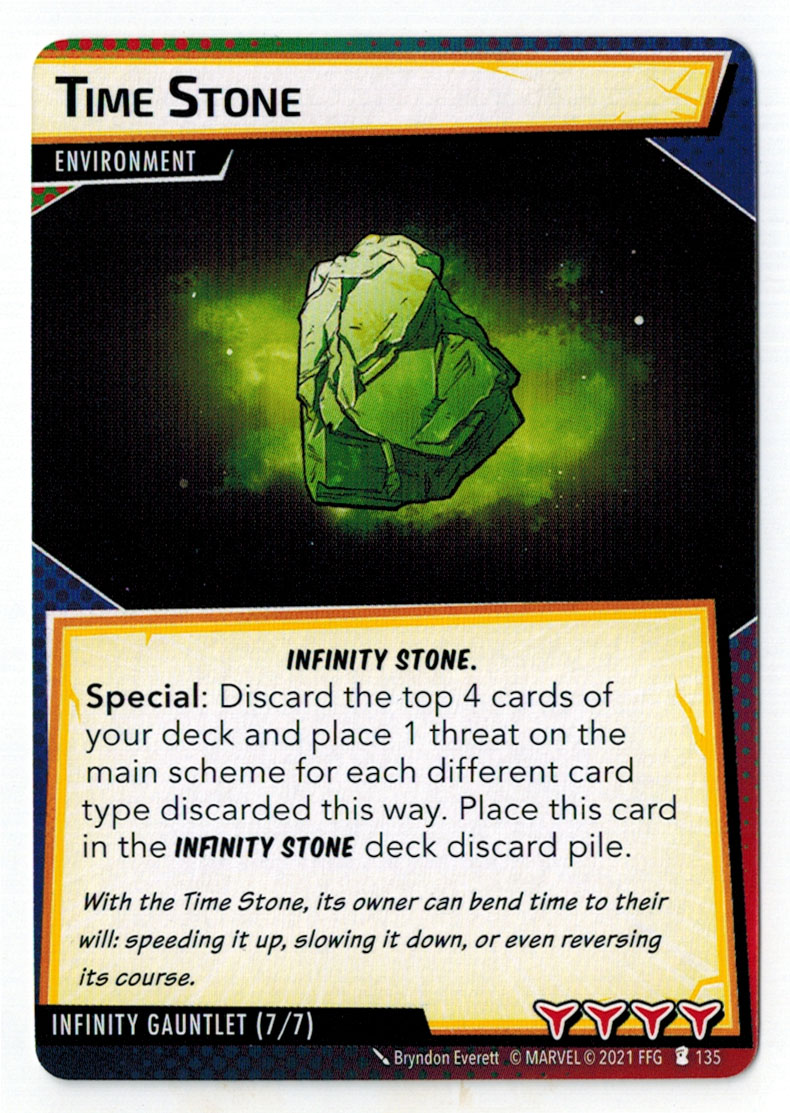 TIME STONE
ENVIRONMENT
INFINITY STONE.
Special: Discard the top 4 cards of
your deck and place 1 threat on the
main scheme for each different card
type discarded this way. Place this card
in the INFINITY STONE deck discard pile.
With the Time Stone, its owner can bend time to their
will: speeding it up, slowing it down, or even reversing
its course.
INFINITY GAUNTLET (7/7)
Bryndon Everett © MARVEL © 2021 FFG 135